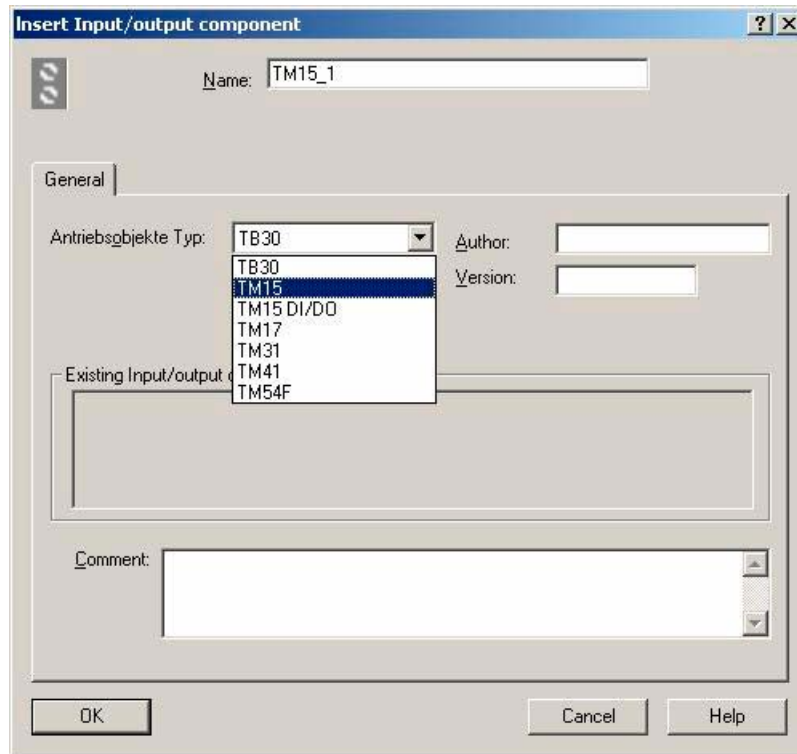 Insert Input/output component
Name: TM15_1
General
Antriebsobjekte Typ: TB30
Author:
TB30
TM15
TM15 DI/DO
TM17
TM31
TM41
TM54F
Version:
Existing Input/output
Comment:
OK
Cancel
Help